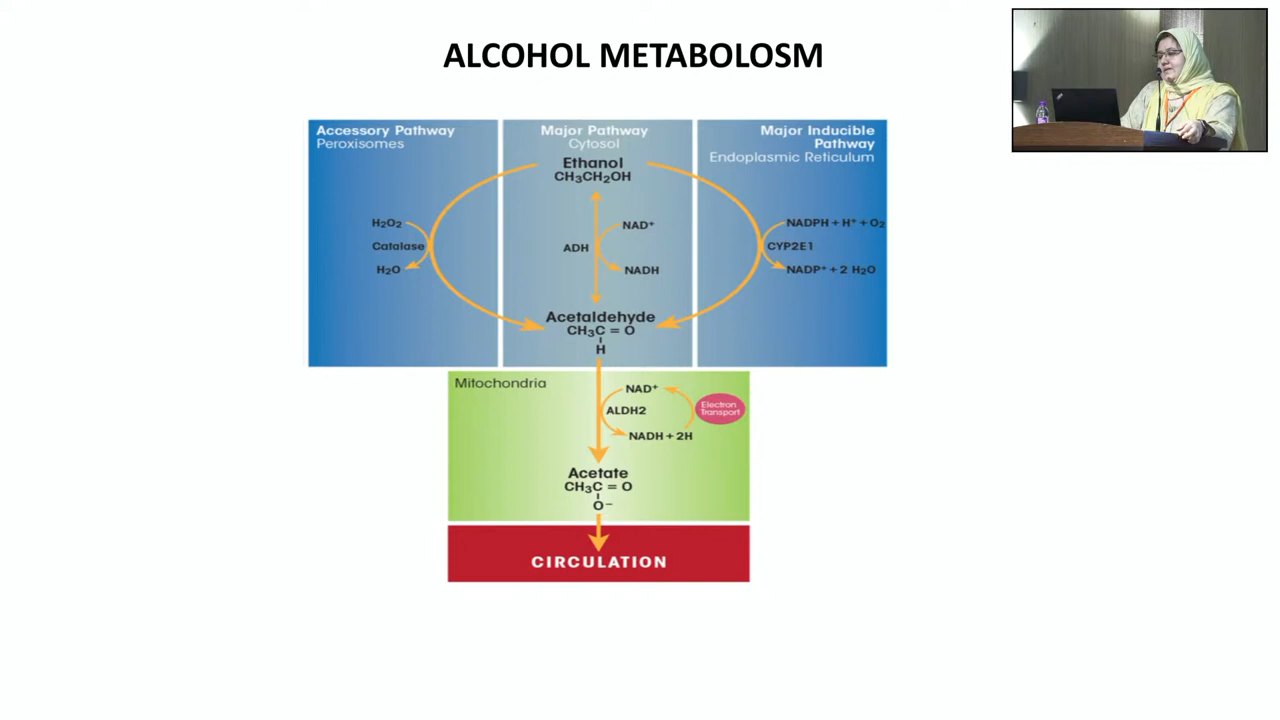 ALCOHOL METABOLOSM
Accessory Pathway
Peroxisomes
Major Pathway
Cytosol
Major Inducible
Pathway
Endoplasmic Reticulum
Ethanol
CH₃CH₂OH
H₂O₂
Catalase
H₂O
NAD⁺
ADH
NADH
NADPH + H⁺ + O₂
CYP2E1
NADP⁺ + 2 H₂O
Acetaldehyde
CH₃C = O
H
Mitochondria
NAD⁺
ALDH2
NADH + 2H
Electron
Transport
Acetate
CH₃C = O
O⁻
CIRCULATION